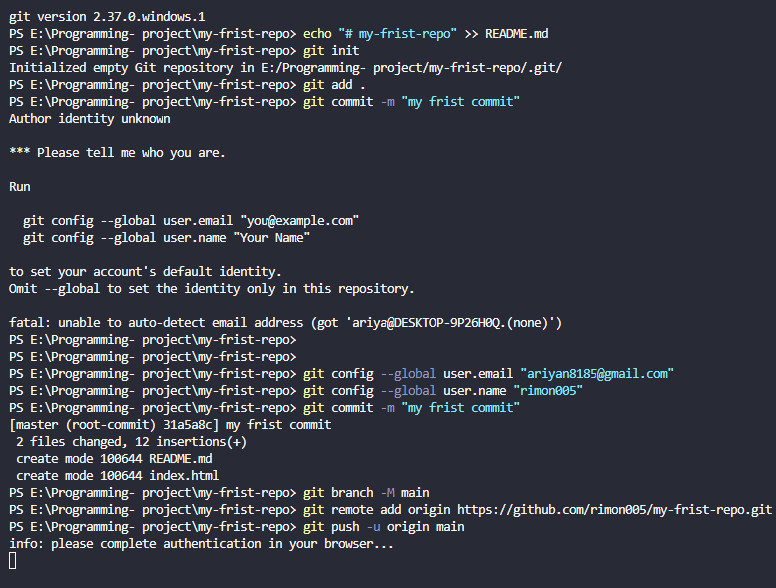 git version 2.37.0.windows.1
PS E:\Programming- project\my-frist-repo> echo "# my-frist-repo" >> README.md
PS E:\Programming- project\my-frist-repo> git init
Initialized empty Git repository in E:/Programming- project/my-frist-repo/.git/
PS E:\Programming- project\my-frist-repo> git add .
PS E:\Programming- project\my-frist-repo> git commit -m "my frist commit"
Author identity unknown

*** Please tell me who you are.

Run

  git config --global user.email "you@example.com"
  git config --global user.name "Your Name"

to set your account's default identity.
Omit --global to set the identity only in this repository.

fatal: unable to auto-detect email address (got 'ariya@DESKTOP-9P26H0Q.(none)')
PS E:\Programming- project\my-frist-repo>
PS E:\Programming- project\my-frist-repo>
PS E:\Programming- project\my-frist-repo> git config --global user.email "ariyan8185@gmail.com"
PS E:\Programming- project\my-frist-repo> git config --global user.name "rimon005"
PS E:\Programming- project\my-frist-repo> git commit -m "my frist commit"
[master (root-commit) 31a5a8c] my frist commit
 2 files changed, 12 insertions(+)
 create mode 100644 README.md
 create mode 100644 index.html
PS E:\Programming- project\my-frist-repo> git branch -M main
PS E:\Programming- project\my-frist-repo> git remote add origin https://github.com/rimon005/my-frist-repo.git
PS E:\Programming- project\my-frist-repo> git push -u origin main
info: please complete authentication in your browser...